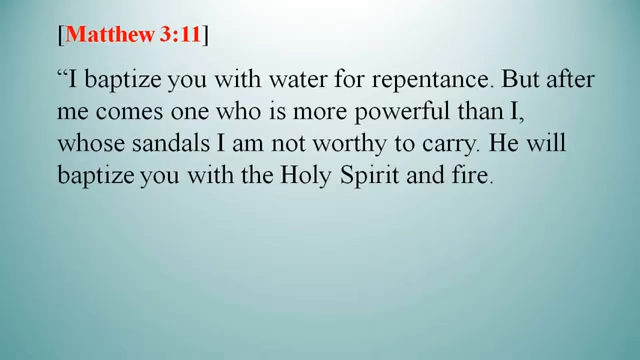 [Matthew 3:11]
“I baptize you with water for repentance. But after
me comes one who is more powerful than I,
whose sandals I am not worthy to carry. He will
baptize you with the Holy Spirit and fire.